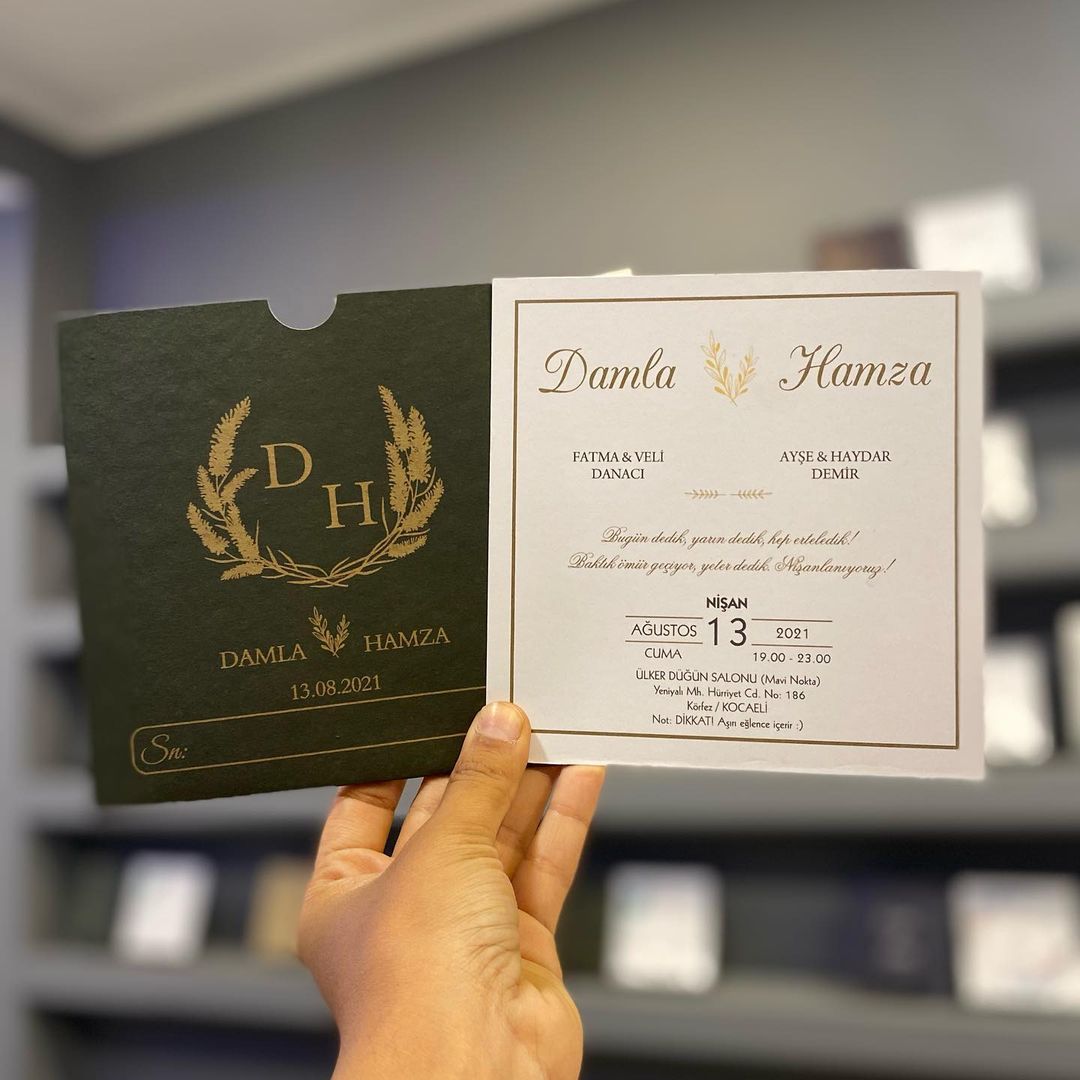 D
H
DAMLA HAMZA
13.08.2021
Sn:
Damla Hamza
FATMA & VELİ
DANACI
AYŞE & HAYDAR
DEMİR
Bugün dedik, yarın dedik, hep erteledik!
Baktık ömür geçiyor, yeter dedik. Nişanlanıyoruz!
NİŞAN
AĞUSTOS 13 2021
CUMA 19.00 - 23.00
ÜLKER DÜĞÜN SALONU (Mavi Nokta)
Yeniyalı Mh. Hürriyet Cd. No: 186
Körfez / KOCAELİ
Not: DİKKAT! Aşırı eğlence içerir :)